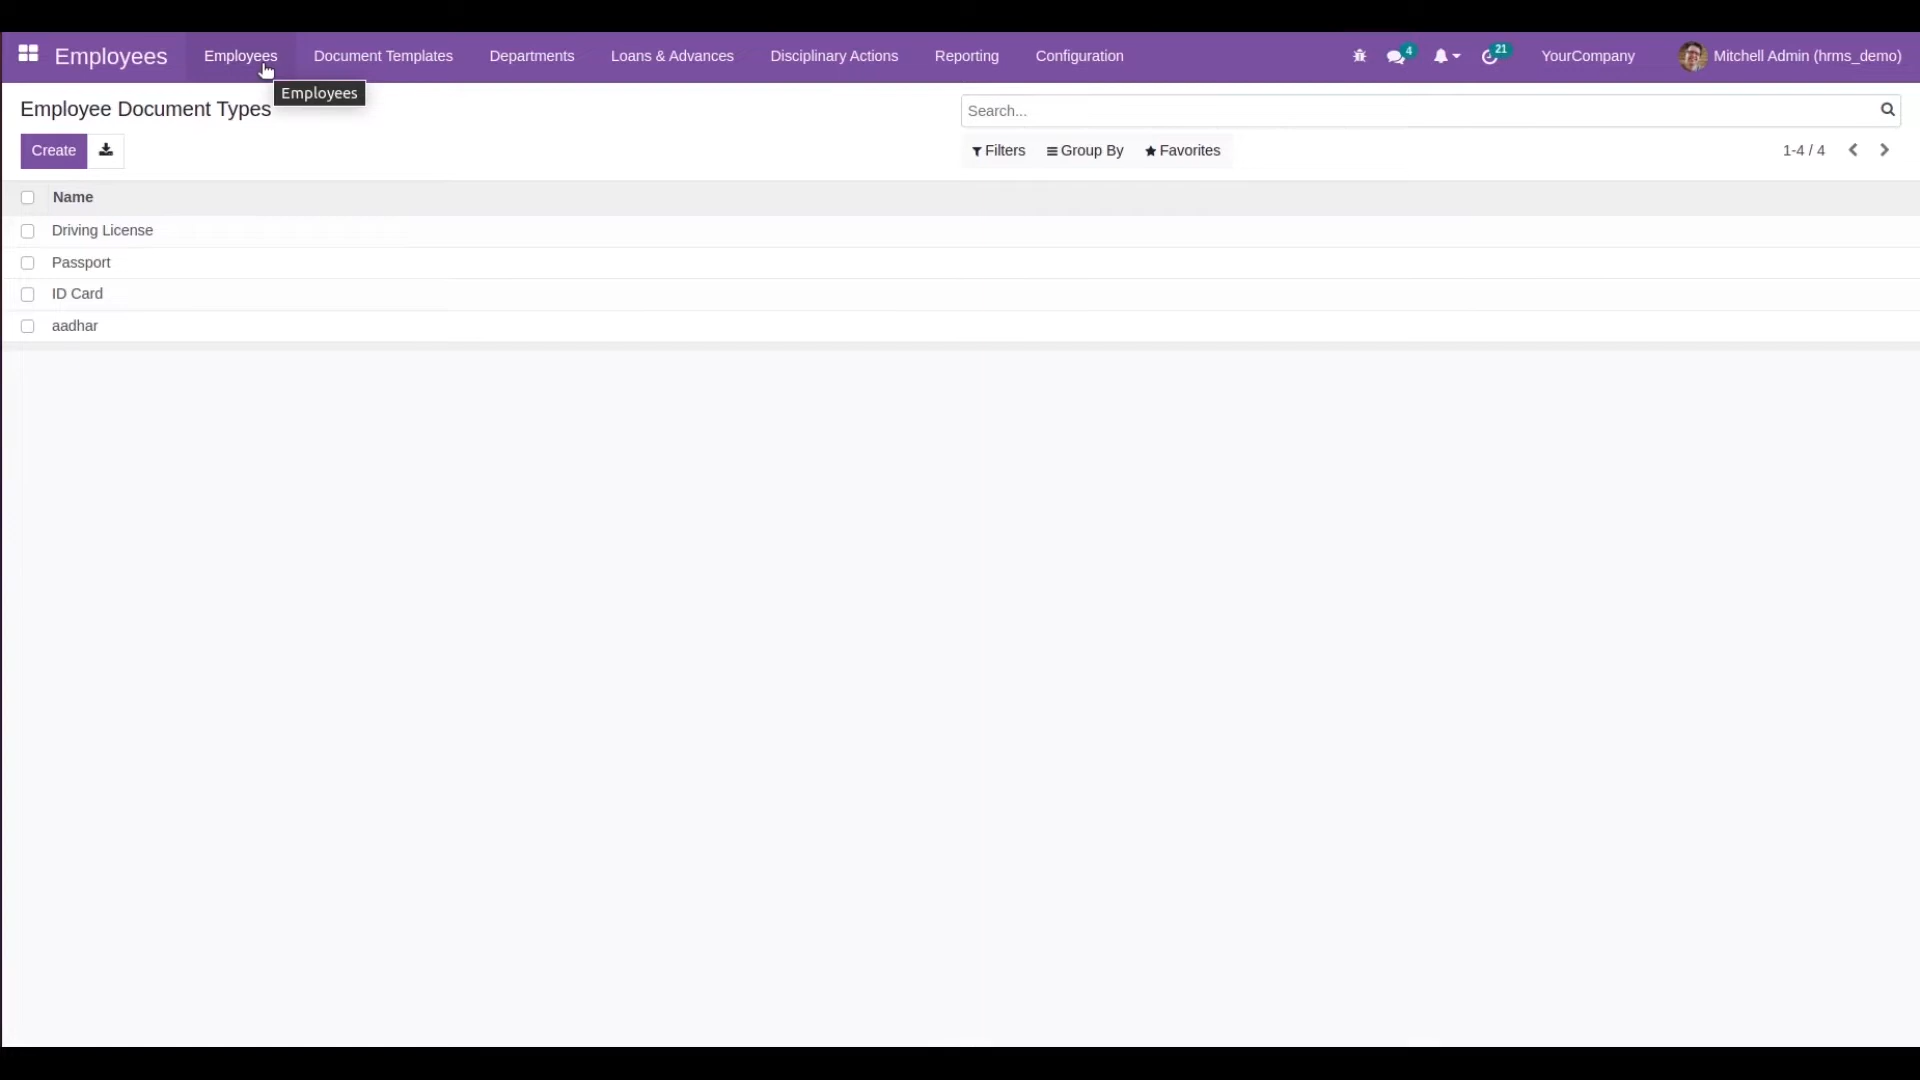 Employees Employees Document Templates Departments Loans & Advances Disciplinary Actions Reporting Configuration 4 21 YourCompany Mitchell Admin (hrms_demo)
Employees
Employee Document Types Search...
Create Filters Group By Favorites 1-4 / 4
Name
Driving License
Passport
ID Card
aadhar